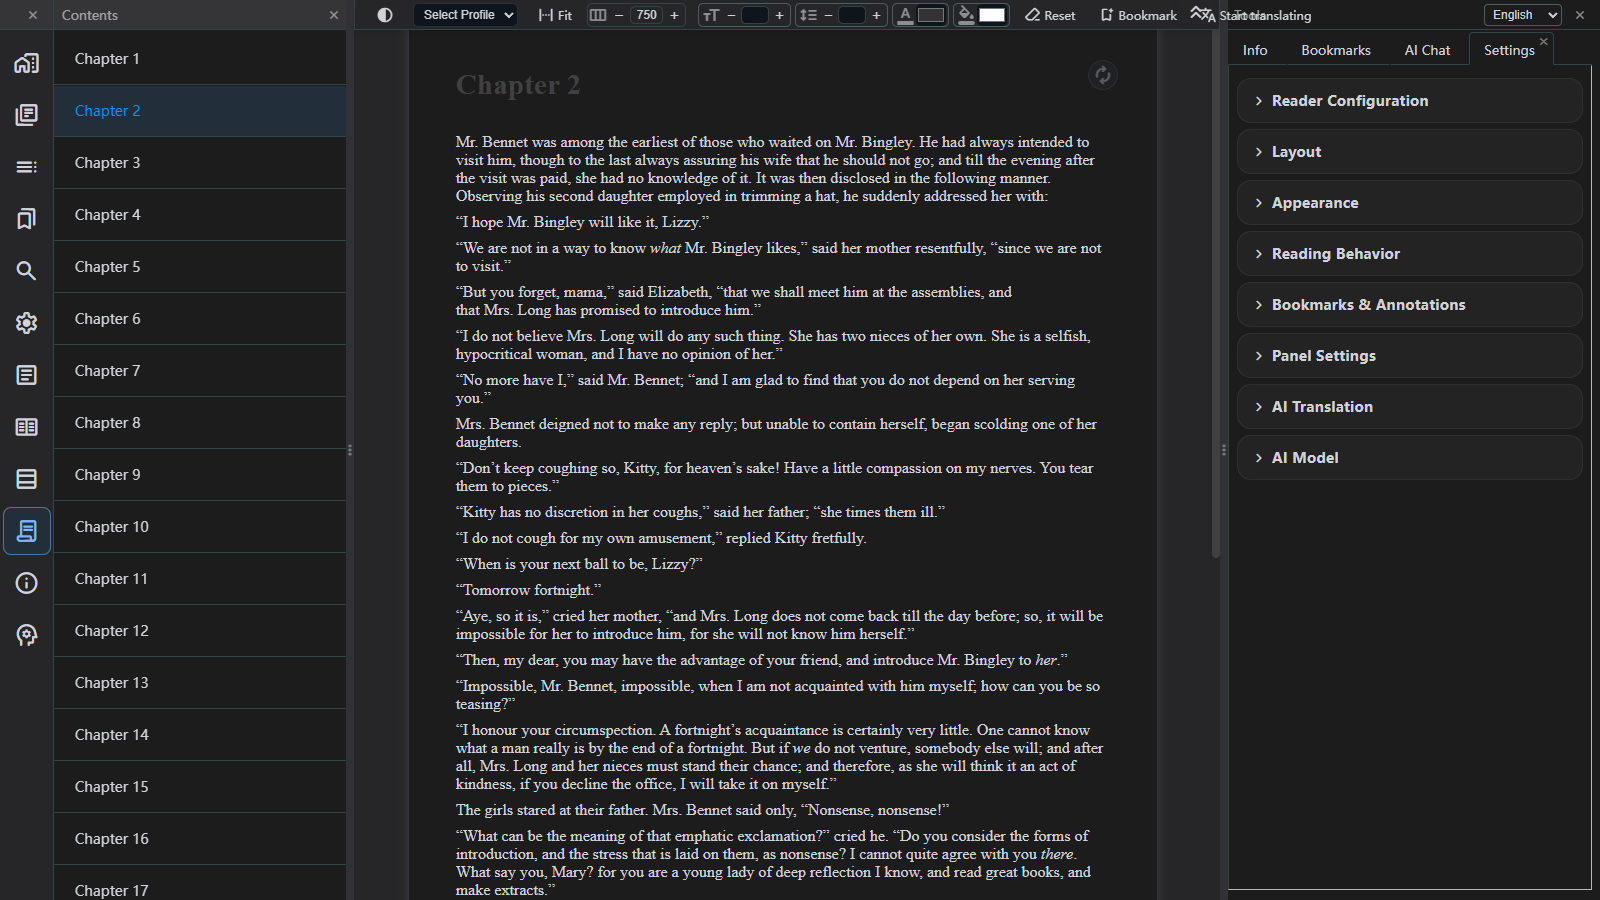 Contents
Chapter 1
Chapter 2
Chapter 3
Chapter 4
Chapter 5
Chapter 6
Chapter 7
Chapter 8
Chapter 9
Chapter 10
Chapter 11
Chapter 12
Chapter 13
Chapter 14
Chapter 15
Chapter 16
Chapter 17
Select Profile
Fit
750
Reset
Bookmark
Start translating
English
Chapter 2
Mr. Bennet was among the earliest of those who waited on Mr. Bingley. He had always intended to
visit him, though to the last always assuring his wife that he should not go; and till the evening after
the visit was paid, she had no knowledge of it. It was then disclosed in the following manner.
Observing his second daughter employed in trimming a hat, he suddenly addressed her with:
“I hope Mr. Bingley will like it, Lizzy.”
“We are not in a way to know what Mr. Bingley likes,” said her mother resentfully, “since we are not
to visit.”
“But you forget, mama,” said Elizabeth, “that we shall meet him at the assemblies, and
that Mrs. Long has promised to introduce him.”
“I do not believe Mrs. Long will do any such thing. She has two nieces of her own. She is a selfish,
hypocritical woman, and I have no opinion of her.”
“No more have I,” said Mr. Bennet; “and I am glad to find that you do not depend on her serving
you.”
Mrs. Bennet deigned not to make any reply; but unable to contain herself, began scolding one of her
daughters.
“Don’t keep coughing so, Kitty, for heaven’s sake! Have a little compassion on my nerves. You tear
them to pieces.”
“Kitty has no discretion in her coughs,” said her father; “she times them ill.”
“I do not cough for my own amusement,” replied Kitty fretfully.
“When is your next ball to be, Lizzy?”
“Tomorrow fortnight.”
“Aye, so it is,” cried her mother, “and Mrs. Long does not come back till the day before; so, it will be
impossible for her to introduce him, for she will not know him herself.”
“Then, my dear, you may have the advantage of your friend, and introduce Mr. Bingley to her.”
“Impossible, Mr. Bennet, impossible, when I am not acquainted with him myself; how can you be so
teasing?”
“I honour your circumspection. A fortnight’s acquaintance is certainly very little. One cannot know
what a man really is by the end of a fortnight. But if we do not venture, somebody else will; and after
all, Mrs. Long and her nieces must stand their chance; and therefore, as she will think it an act of
kindness, if you decline the office, I will take it on myself.”
The girls stared at their father. Mrs. Bennet said only, “Nonsense, nonsense!”
“What can be the meaning of that emphatic exclamation?” cried he. “Do you consider the forms of
introduction, and the stress that is laid on them, as nonsense? I cannot quite agree with you there.
What say you, Mary? for you are a young lady of deep reflection I know, and read great books, and
make extracts.”
Info
Bookmarks
AI Chat
Settings
Reader Configuration
Layout
Appearance
Reading Behavior
Bookmarks & Annotations
Panel Settings
AI Translation
AI Model